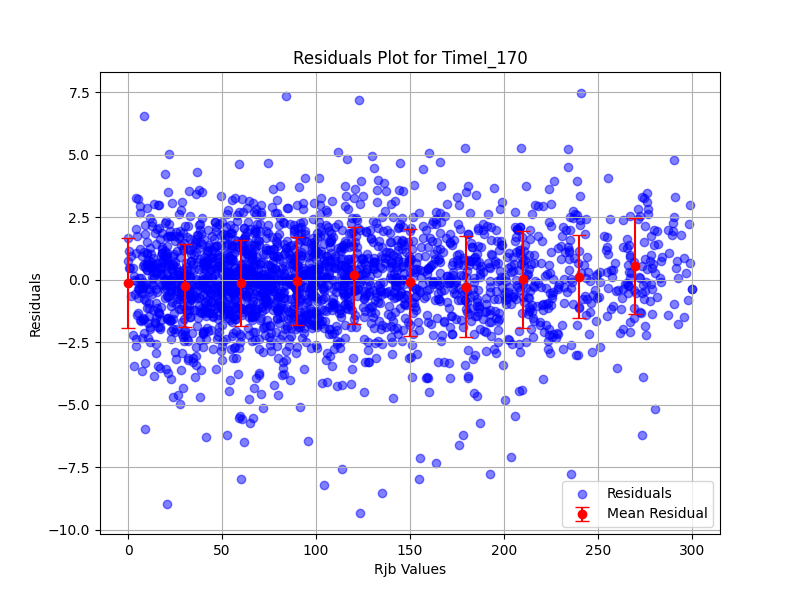 Residuals Plot for TimeI_170
7.5
5.0
2.5
0.0
−2.5
−5.0
−7.5
−10.0
Residuals
0 50 100 150 200 250 300
Rjb Values
Residuals
Mean Residual